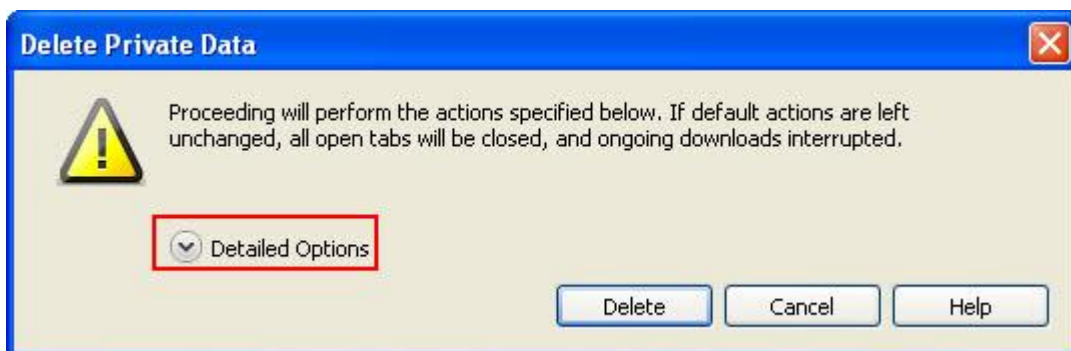 Delete Private Data
Proceeding will perform the actions specified below. If default actions are left
unchanged, all open tabs will be closed, and ongoing downloads interrupted.
Detailed Options
Delete Cancel Help